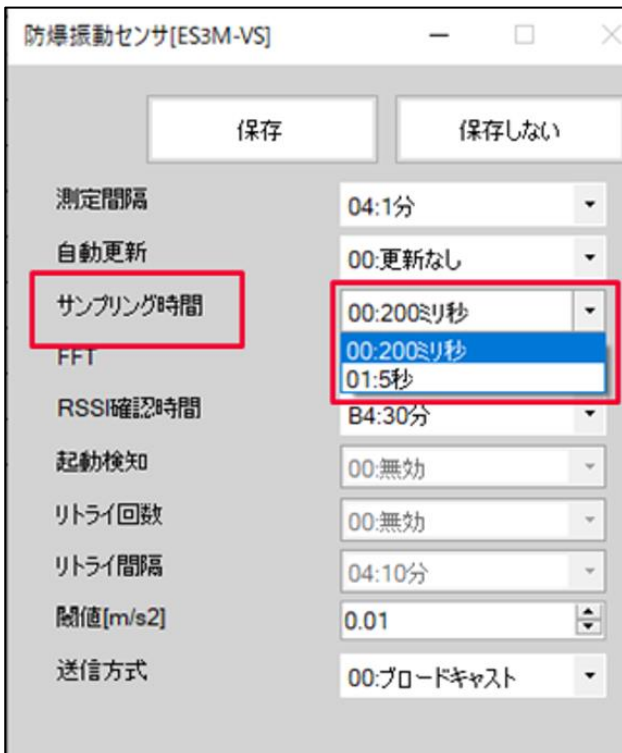 防爆振動センサ[ES3M-VS]
保存 保存しない
測定間隔 04:1分
自動更新 00:更新なし
サンプリング時間 00:200ミリ秒
00:200ミリ秒
FFT
01:5秒
RSSI確認時間 B4:30分
起動検知 00:無効
リトライ回数 00:無効
リトライ間隔 04:10分
閾値[m/s2] 0.01
送信方式 00:ブロードキャスト